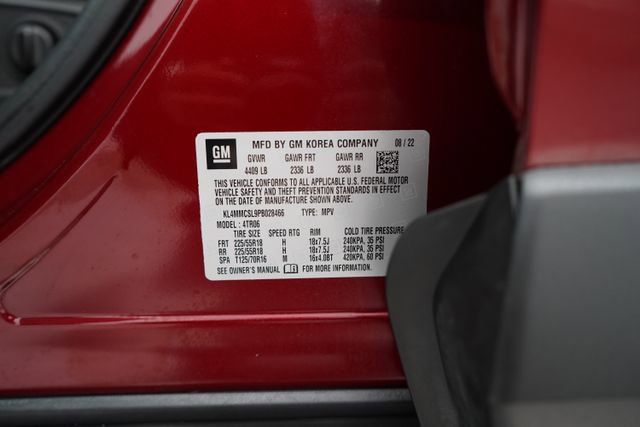 GM MFD BY GM KOREA COMPANY 08 / 22
GVWR GAWR FRT GAWR RR
4409 LB 2336 LB 2336 LB
THIS VEHICLE CONFORMS TO ALL APPLICABLE U.S. FEDERAL MOTOR
VEHICLE SAFETY AND THEFT PREVENTION STANDARDS IN EFFECT
ON THE DATE OF MANUFACTURE SHOWN ABOVE.
KL4MMCSL9PB028466 TYPE: MPV
MODEL : 4TR06
TIRE SIZE SPEED RTG RIM COLD TIRE PRESSURE
FRT 225/55R18 H 18x7.5J 240KPA, 35 PSI
RR 225/55R18 H 18x7.5J 240KPA, 35 PSI
SPA T125/70R16 M 16x4.0BT 420KPA, 60 PSI
SEE OWNER'S MANUAL FOR MORE INFORMATION.